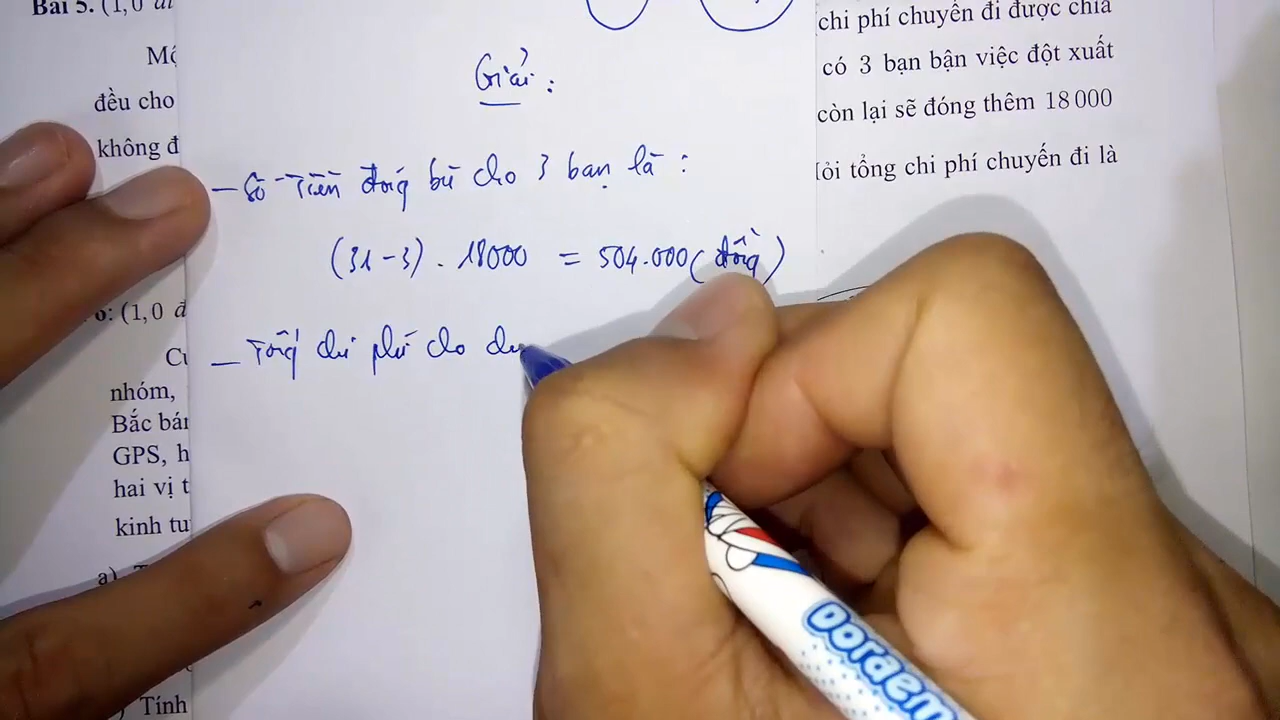 Bài 5. (1,0 đi
chi phí chuyến đi được chia
Mộ
có 3 bạn bận việc đột xuất
đều cho
còn lại sẽ đóng thêm 18 000
không đ
Hỏi tổng chi phí chuyến đi là
Giải:
- Số tiền đóng bù cho 3 bạn là:
(31-3). 18000 = 504.000 (đồng)
- Tổng chi phí cho
: (1,0 đ
nhóm,
Bắc bán
GPS, h
hai vị t
kinh tu
a) T
Tính
Doraem